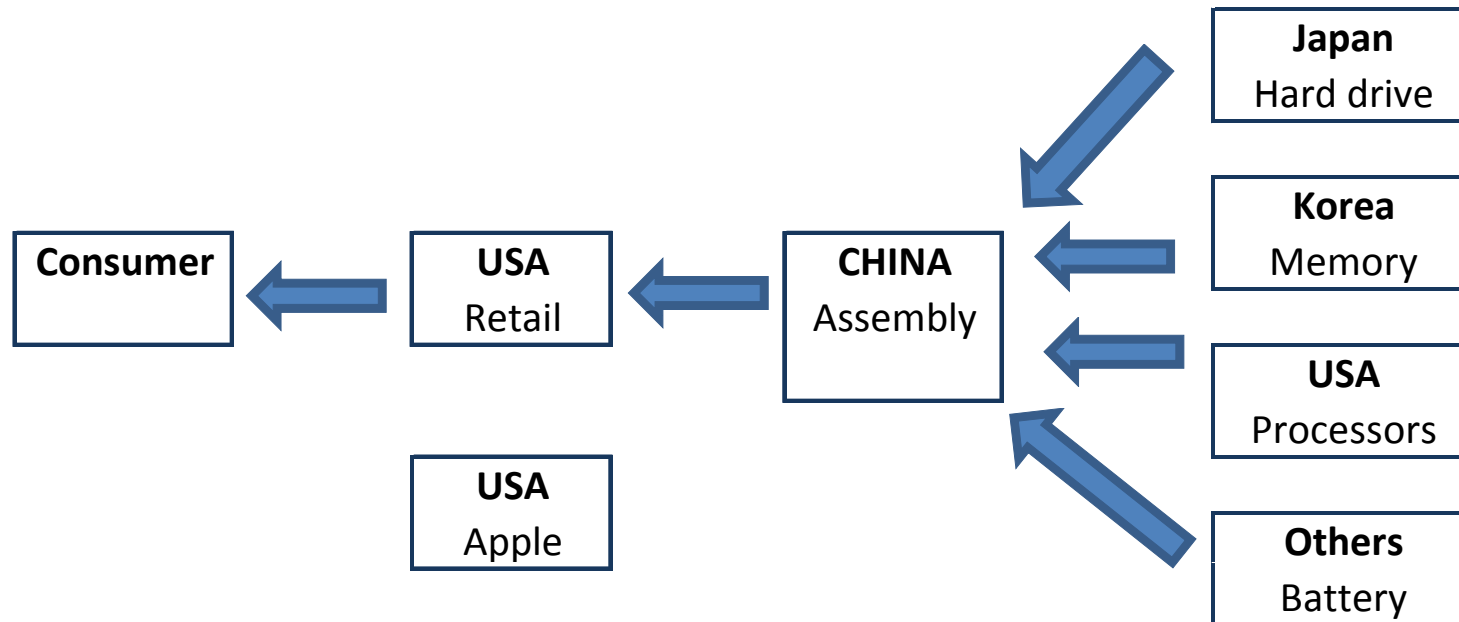 Japan
Hard drive
Korea
Memory
Consumer
USA
Retail
CHINA
Assembly
USA
Processors
USA
Apple
Others
Battery